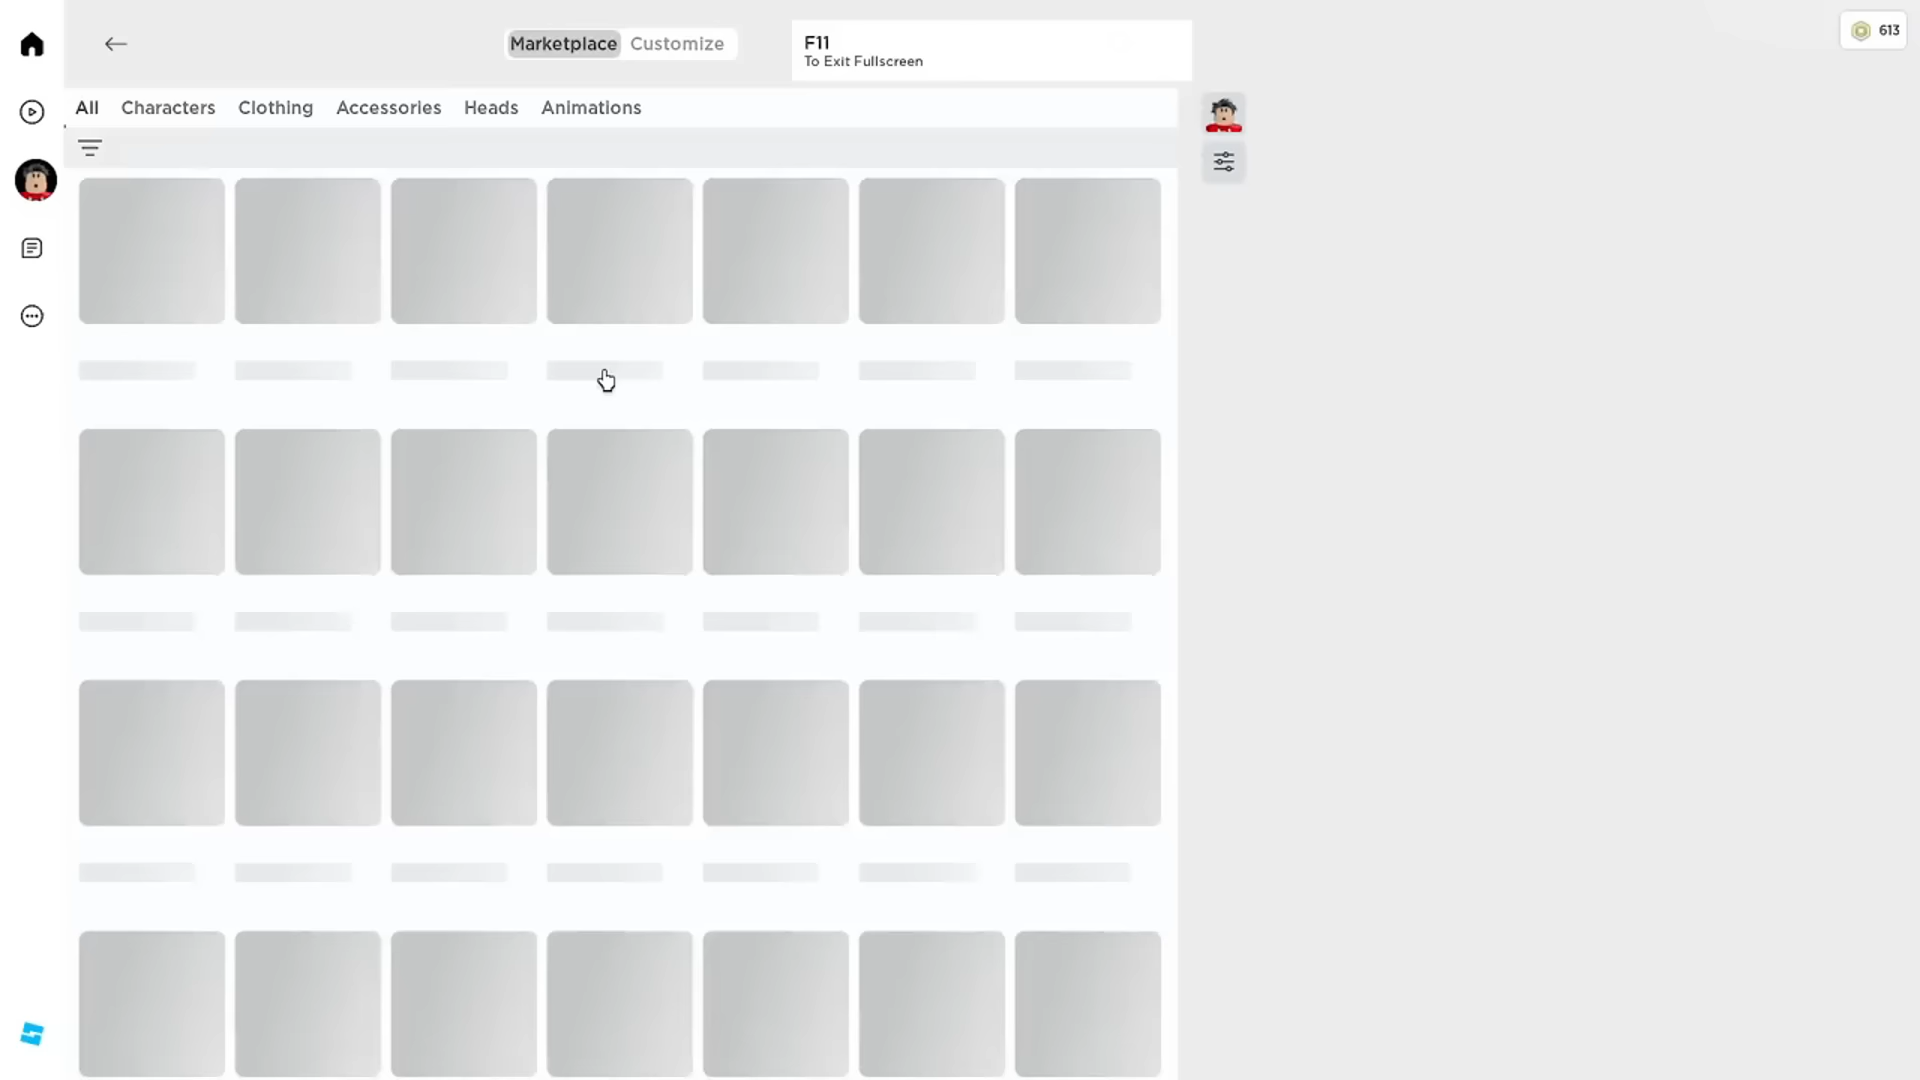 Marketplace
Customize
F11
To Exit Fullscreen
613
All
Characters
Clothing
Accessories
Heads
Animations